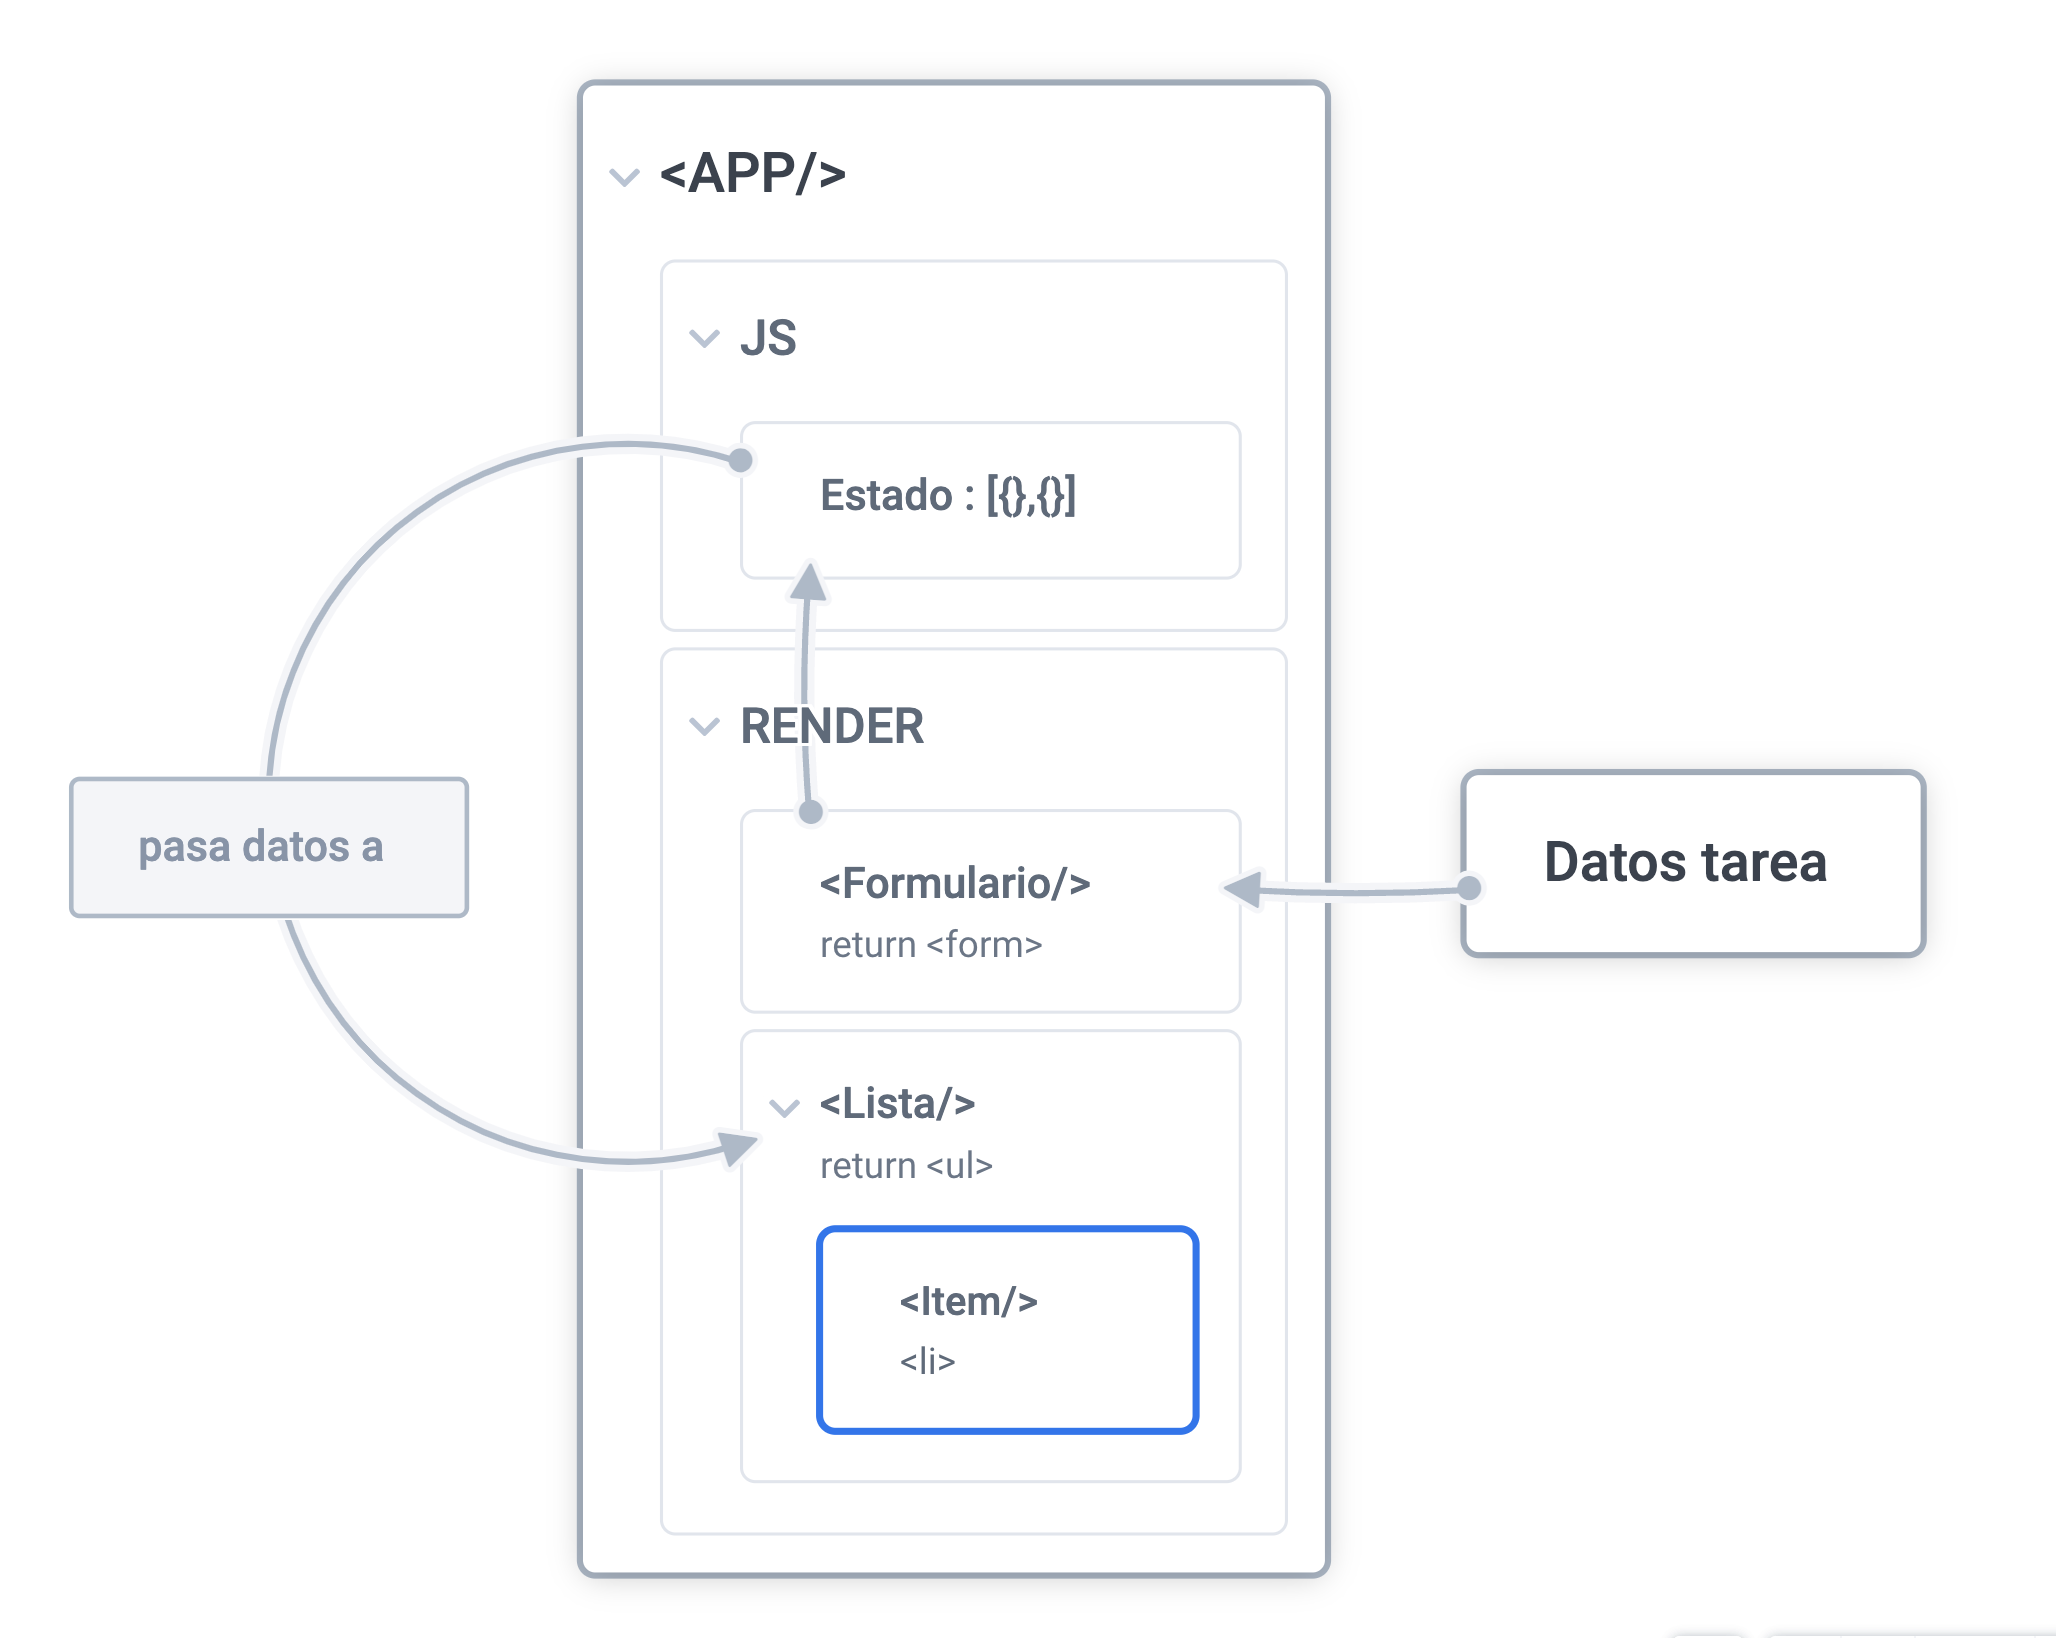 <APP/>
JS
Estado : [{},{}]
RENDER
pasa datos a
<Formulario/>
return <form>
Datos tarea
<Lista/>
return <ul>
<Item/>
<li>